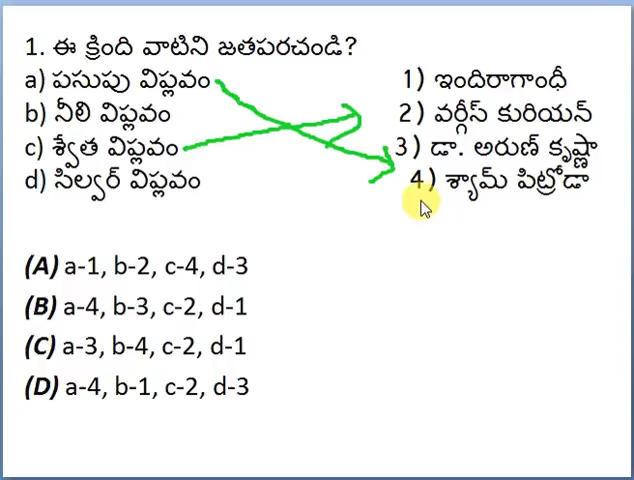 1. ఈ క్రింది వాటిని జతపరచండి?
a) పసుపు విప్లవం 1) ఇందిరాగాంధీ
b) నీలి విప్లవం 2) వర్గీస్ కురియన్
c) శ్వేత విప్లవం 3) డా. అరుణ్ కృష్ణా
d) సిల్వర్ విప్లవం 4) శ్యామ్ పిట్రోడా
(A) a-1, b-2, c-4, d-3
(B) a-4, b-3, c-2, d-1
(C) a-3, b-4, c-2, d-1
(D) a-4, b-1, c-2, d-3